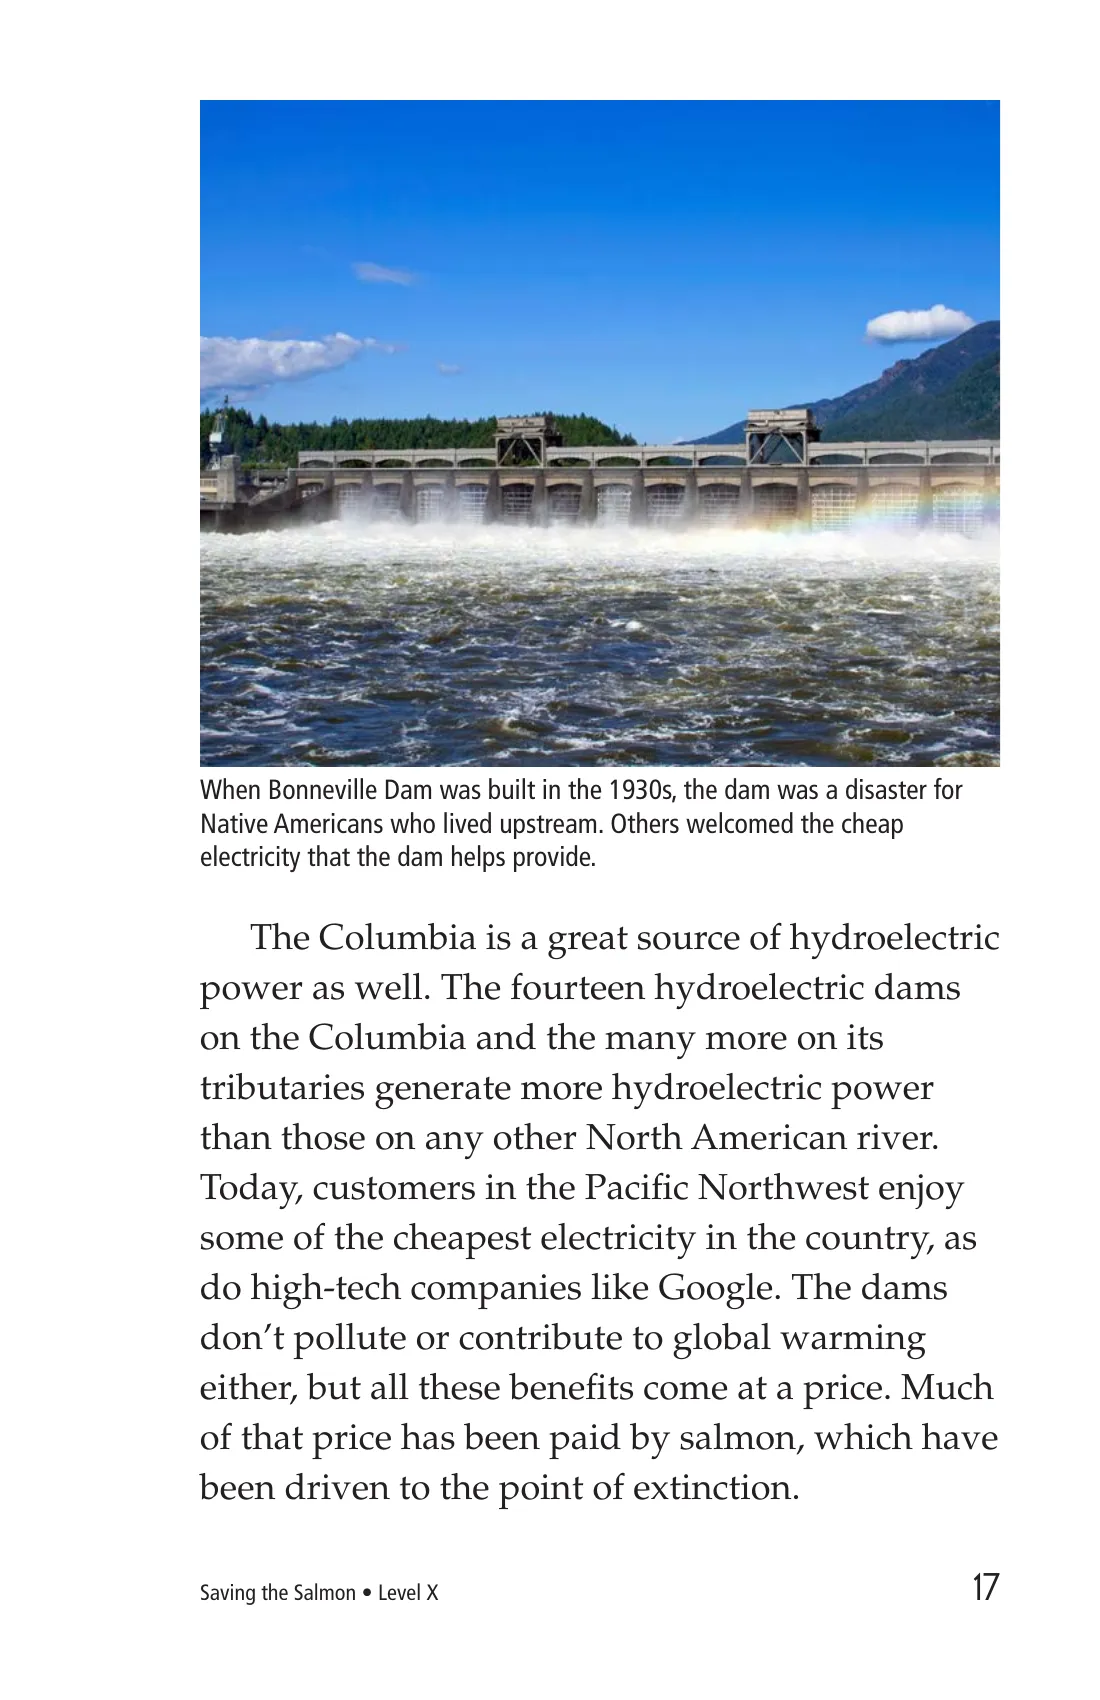 When Bonneville Dam was built in the 1930s, the dam was a disaster for
Native Americans who lived upstream. Others welcomed the cheap
electricity that the dam helps provide.
The Columbia is a great source of hydroelectric
power as well. The fourteen hydroelectric dams
on the Columbia and the many more on its
tributaries generate more hydroelectric power
than those on any other North American river.
Today, customers in the Pacific Northwest enjoy
some of the cheapest electricity in the country, as
do high-tech companies like Google. The dams
don’t pollute or contribute to global warming
either, but all these benefits come at a price. Much
of that price has been paid by salmon, which have
been driven to the point of extinction.
Saving the Salmon • Level X
17